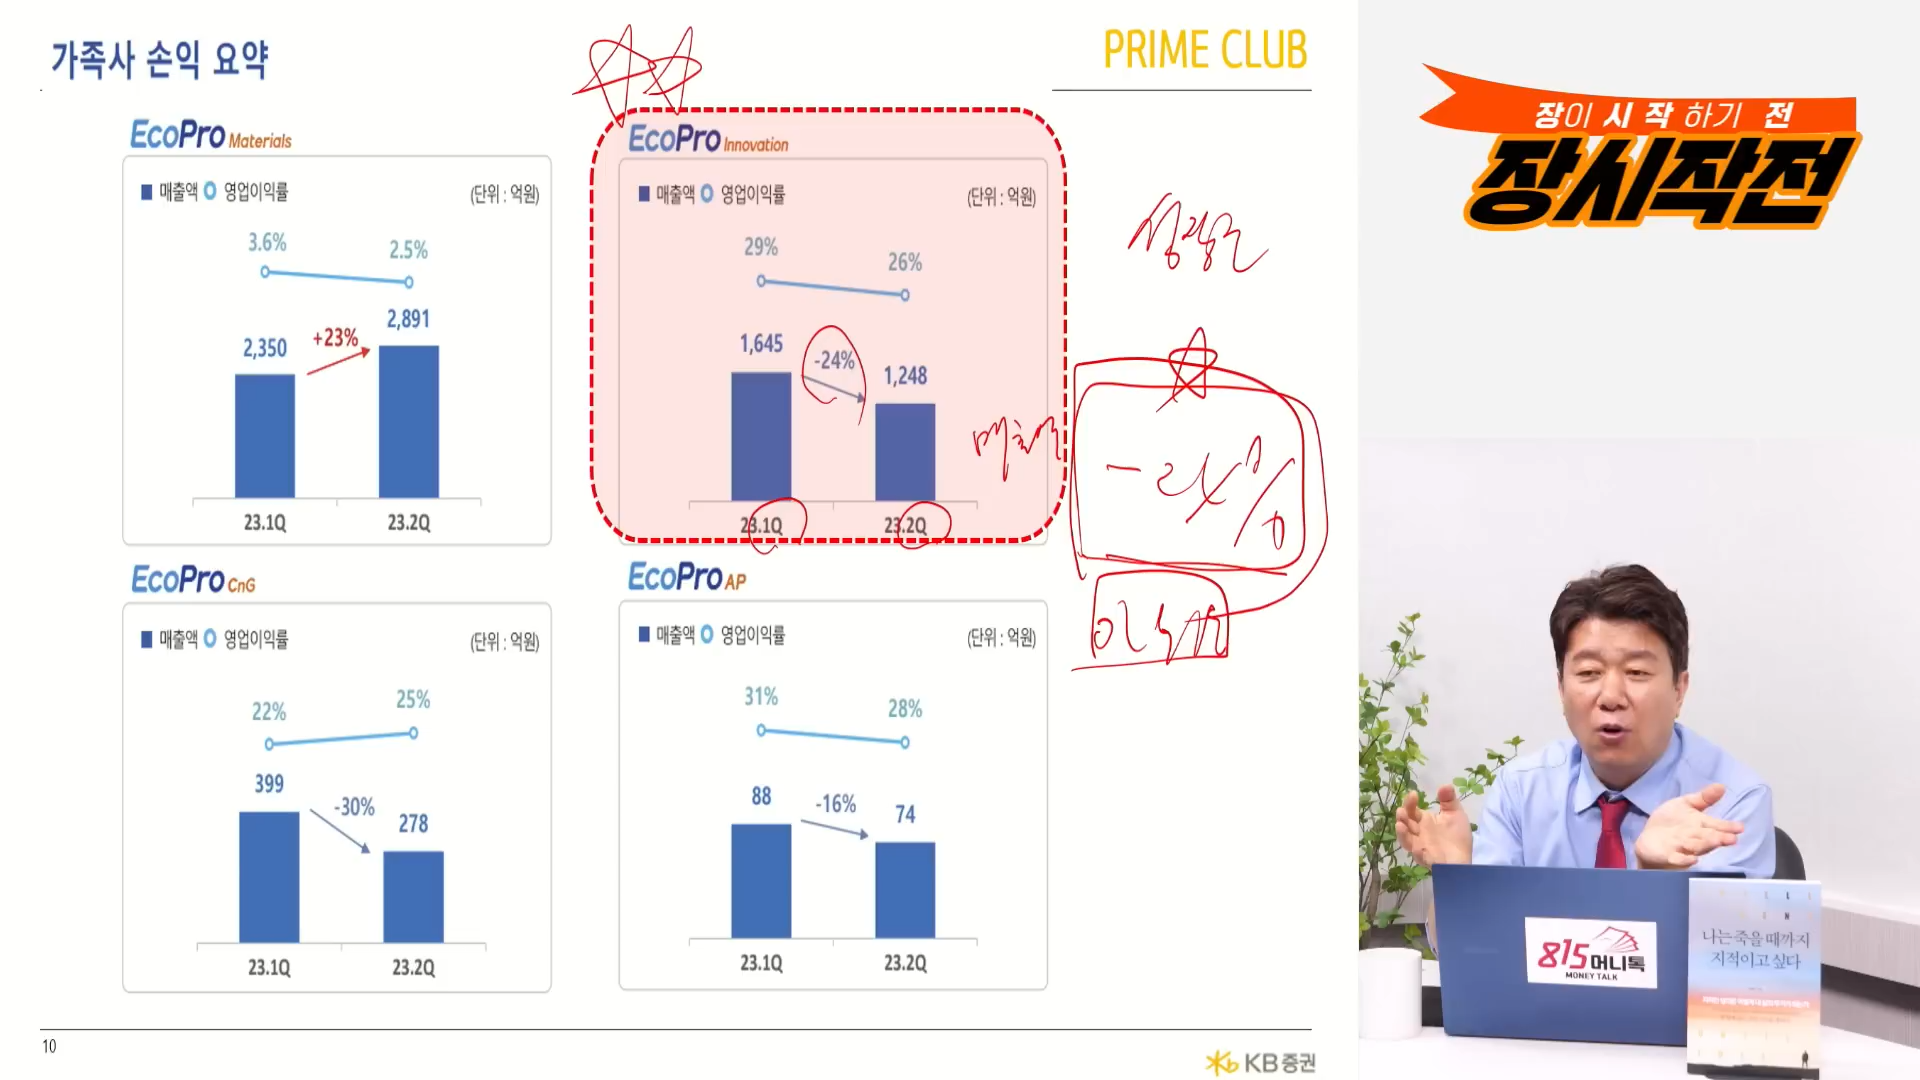 가족사 손익 요약
PRIME CLUB
EcoPro Materials
■ 매출액 영업이익률 (단위 : 억원)
3.6% 2.5%
2,350 +23% 2,891
23.1Q 23.2Q
EcoPro Innovation
■ 매출액 영업이익률 (단위 : 억원)
29% 26%
1,645 -24% 1,248
23.1Q 23.2Q
성장률
매출액
-24%
EcoPro CnG
■ 매출액 영업이익률 (단위 : 억원)
22% 25%
399 -30% 278
23.1Q 23.2Q
EcoPro AP
■ 매출액 영업이익률 (단위 : 억원)
31% 28%
88 -16% 74
23.1Q 23.2Q
10
KB증권
장이 시작하기 전
장시작전
815머니톡
MONEY TALK
나는 죽을 때까지
지적이고 싶다